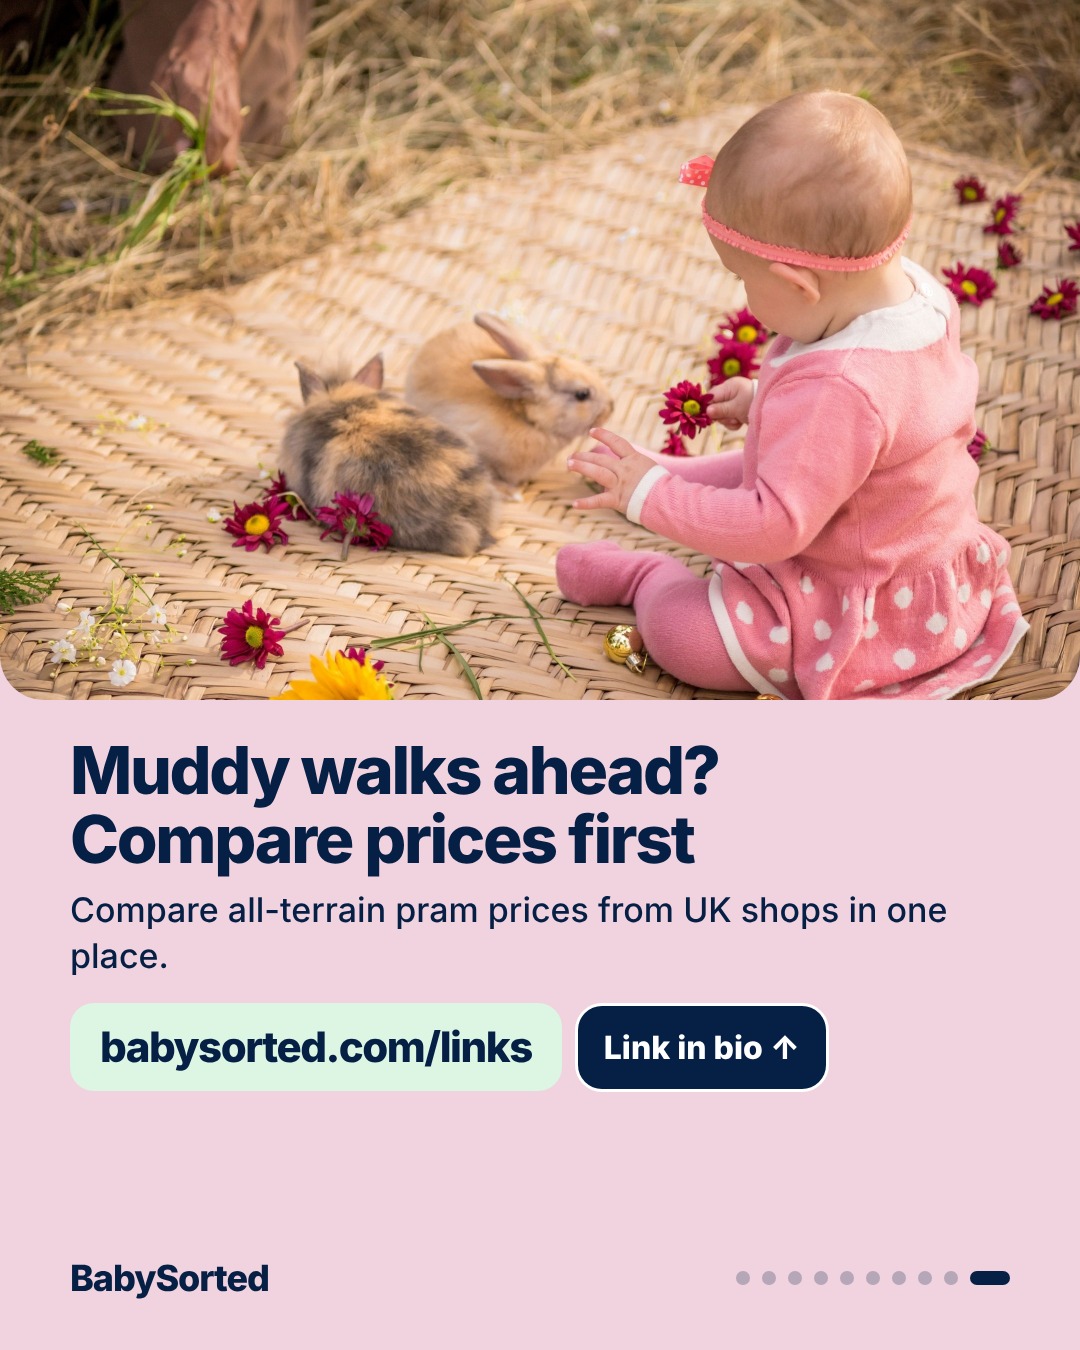 Muddy walks ahead?
Compare prices first
Compare all-terrain pram prices from UK shops in one
place.
babysorted.com/links
Link in bio ↑
BabySorted